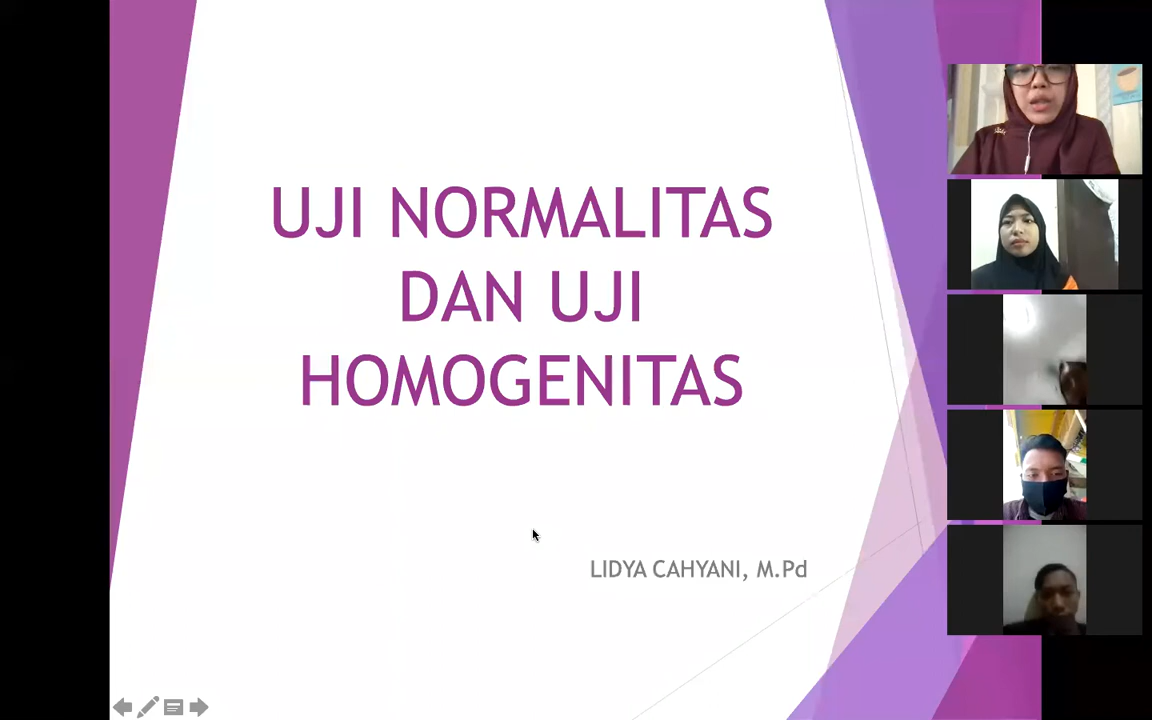 UJI NORMALITAS
DAN UJI
HOMOGENITAS
LIDYA CAHYANI, M.Pd